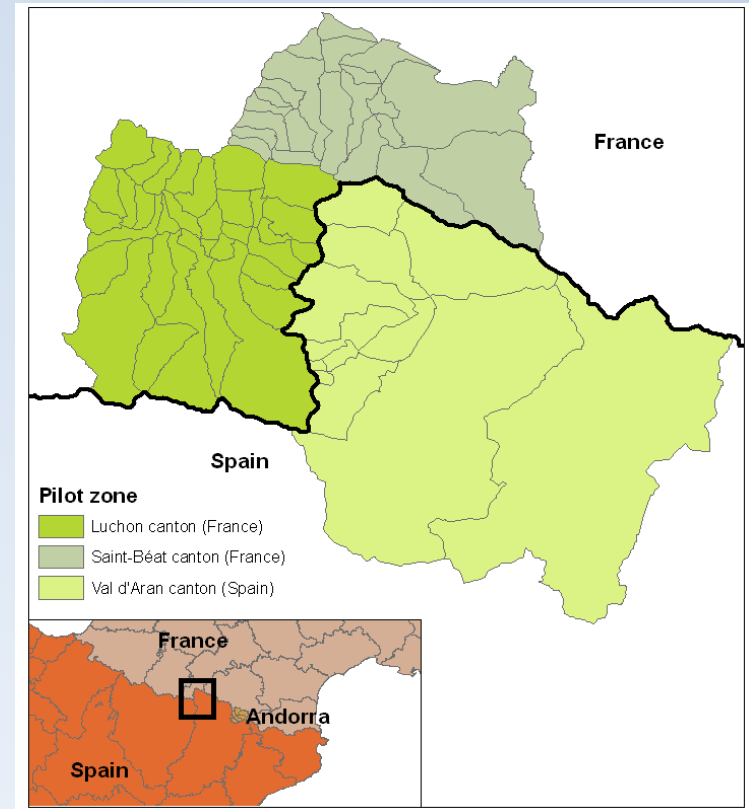 France
Spain
Pilot zone
Luchon canton (France)
Saint-Béat canton (France)
Val d'Aran canton (Spain)
France
Andorra
Spain